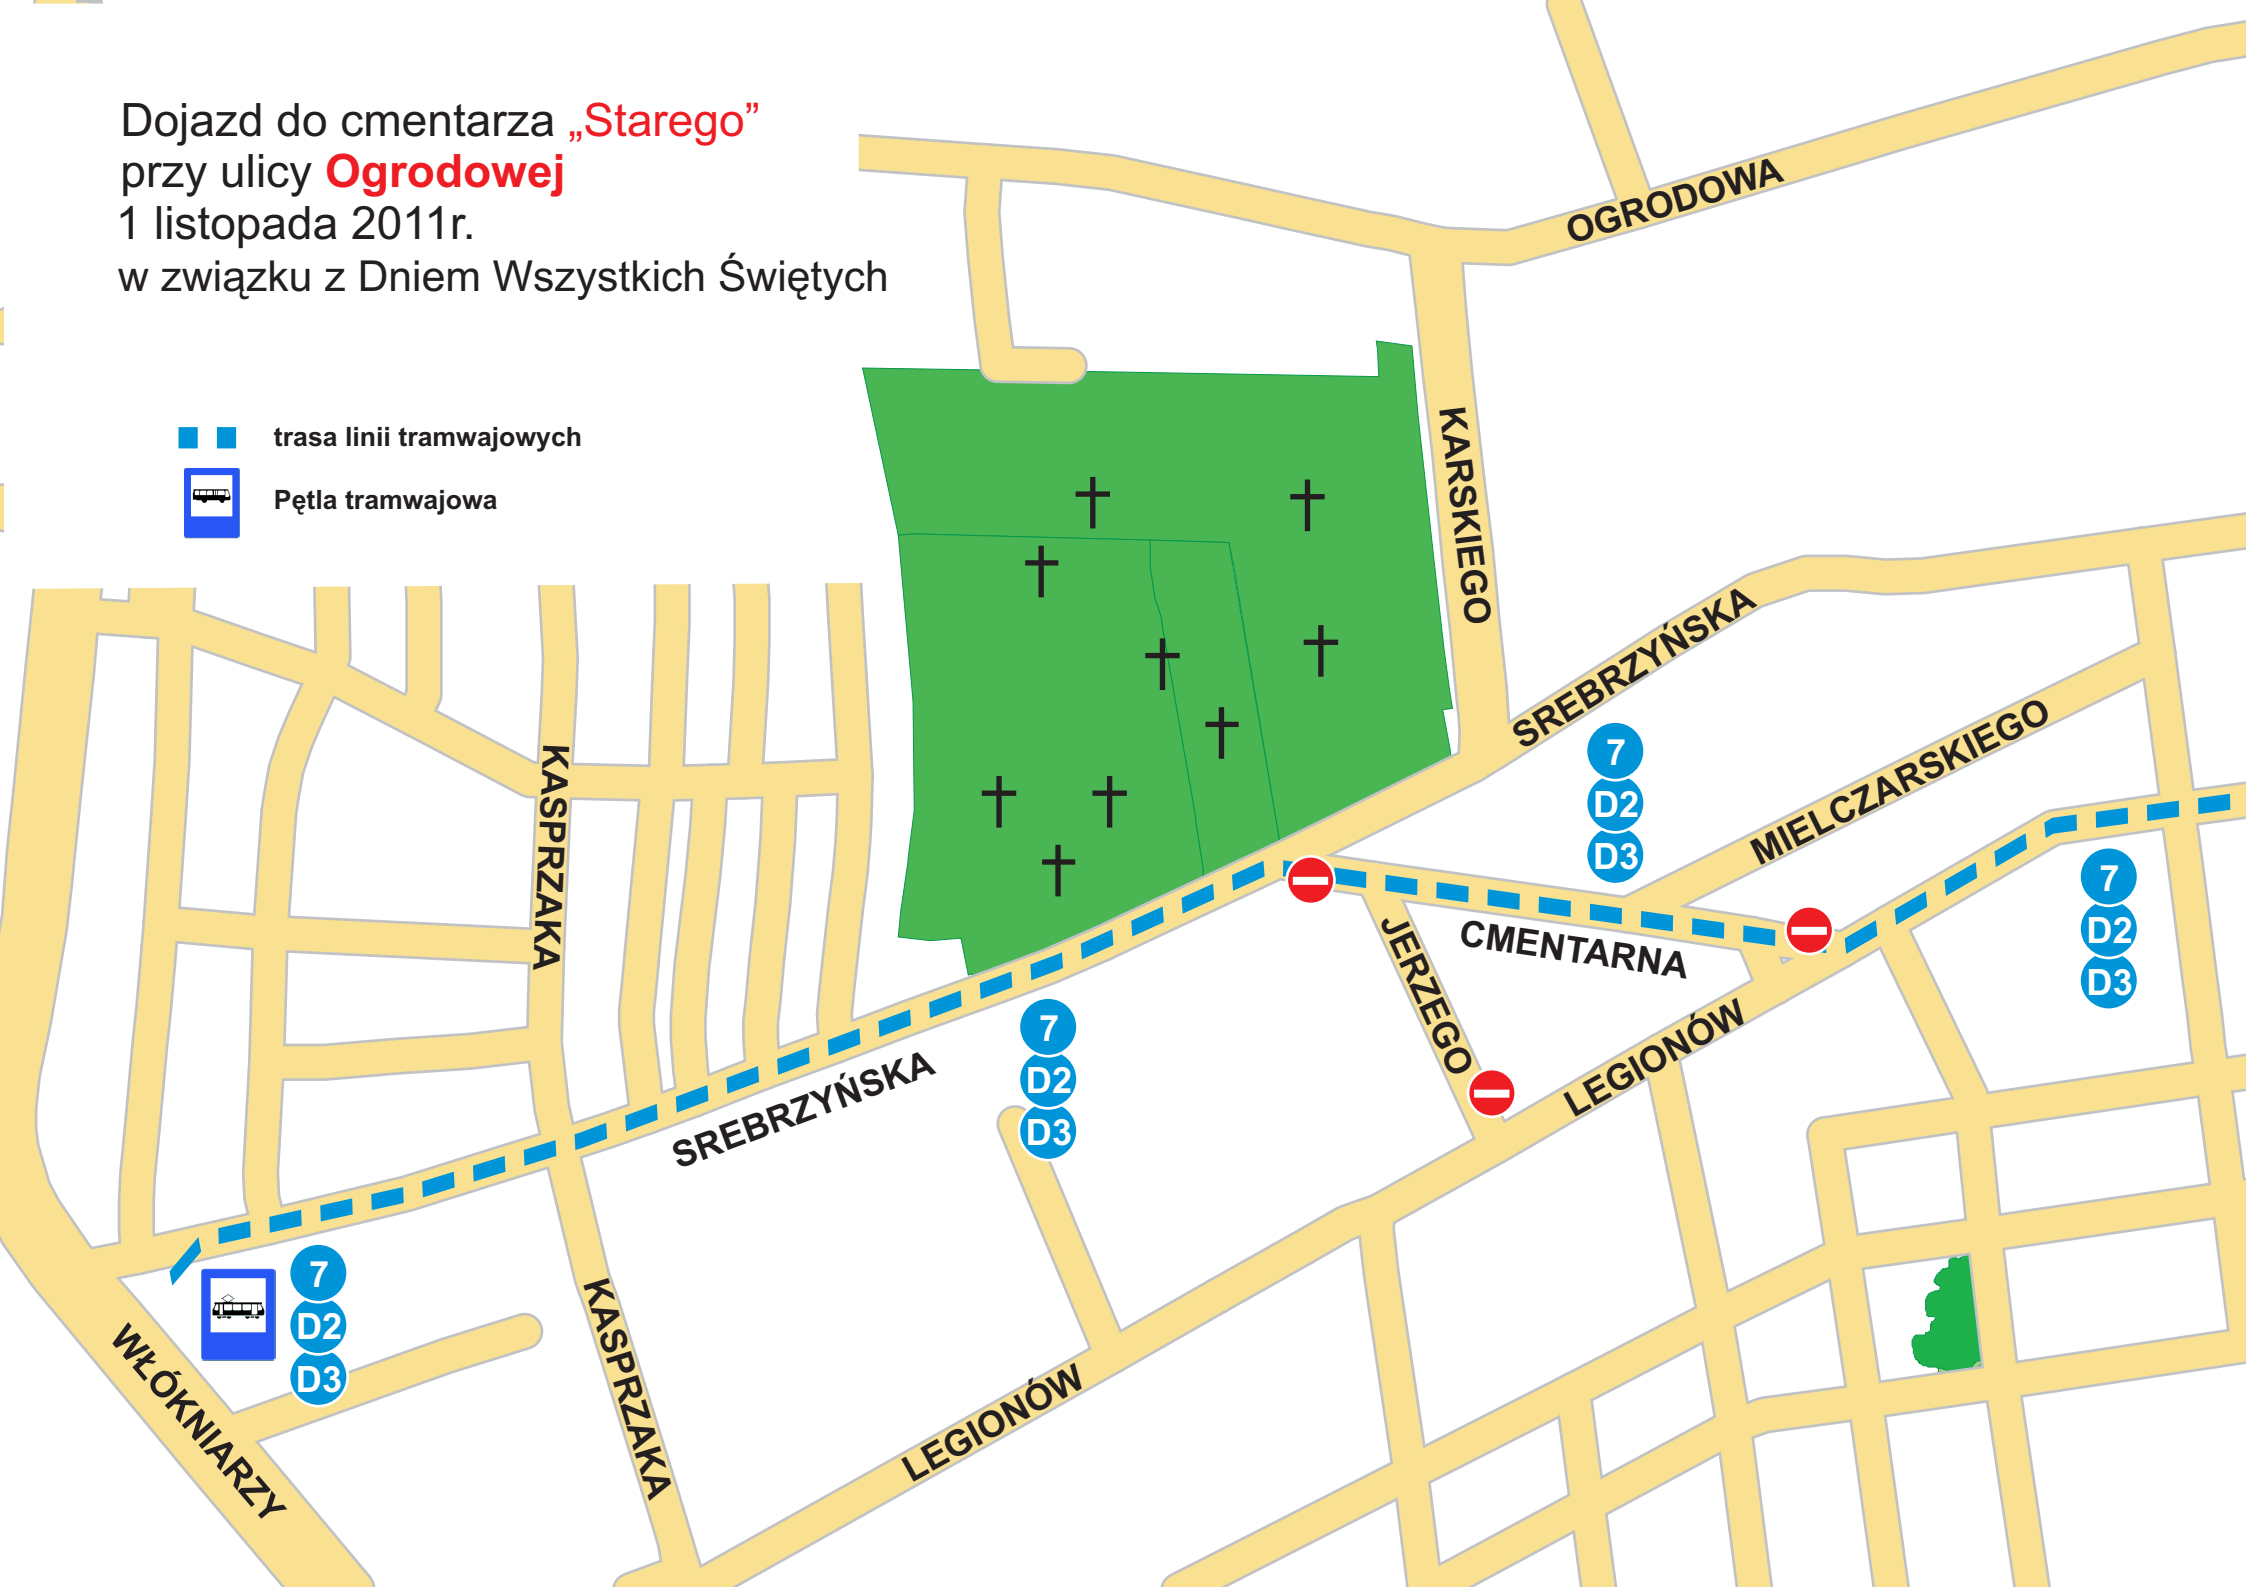 Dojazd do cmentarza „Starego”
przy ulicy Ogrodowej
1 listopada 2011r.
w związku z Dniem Wszystkich Świętych
trasa linii tramwajowych
Pętla tramwajowa
OGRODOWA
KARSKIEGO
SREBRZYŃSKA
7
D2
D3
MIELCZARSKIEGO
KASPRZAKA
CMENTARNA
JERZEGO
7
D2
D3
LEGIONÓW
7
D2
D3
SREBRZYŃSKA
7
D2
D3
WŁÓKNIARZY
KASPRZAKA
LEGIONÓW